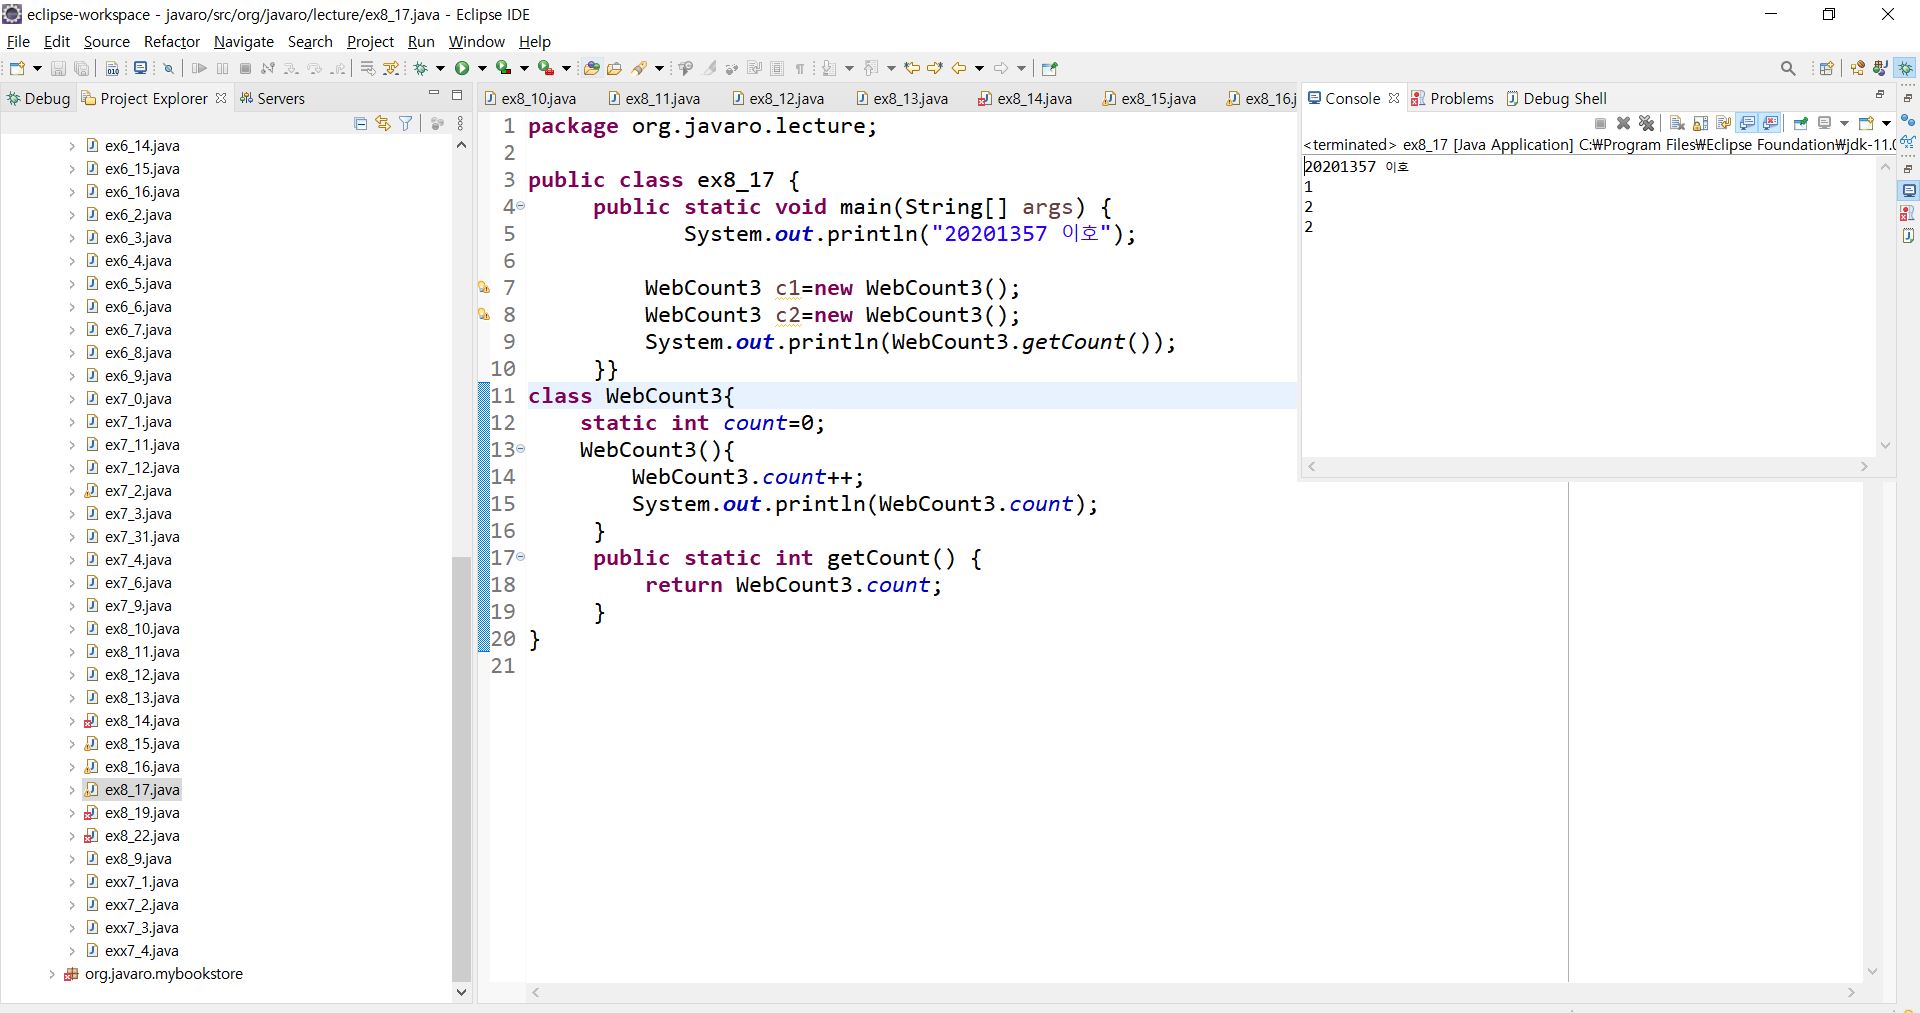 eclipse-workspace - javaro/src/org/javaro/lecture/ex8_17.java - Eclipse IDE
File Edit Source Refactor Navigate Search Project Run Window Help
Debug Project Explorer Servers
ex6_14.java
ex6_15.java
ex6_16.java
ex6_2.java
ex6_3.java
ex6_4.java
ex6_5.java
ex6_6.java
ex6_7.java
ex6_8.java
ex6_9.java
ex7_0.java
ex7_1.java
ex7_11.java
ex7_12.java
ex7_2.java
ex7_3.java
ex7_31.java
ex7_4.java
ex7_6.java
ex7_9.java
ex8_10.java
ex8_11.java
ex8_12.java
ex8_13.java
ex8_14.java
ex8_15.java
ex8_16.java
ex8_17.java
ex8_19.java
ex8_22.java
ex8_9.java
exx7_1.java
exx7_2.java
exx7_3.java
exx7_4.java
org.javaro.mybookstore
ex8_10.java ex8_11.java ex8_12.java ex8_13.java ex8_14.java ex8_15.java ex8_16.j
1 package org.javaro.lecture;
2
3 public class ex8_17 {
4 public static void main(String[] args) {
5 System.out.println("20201357 이호");
6
7 WebCount3 c1=new WebCount3();
8 WebCount3 c2=new WebCount3();
9 System.out.println(WebCount3.getCount());
10 }}
11 class WebCount3{
12 static int count=0;
13 WebCount3(){
14 WebCount3.count++;
15 System.out.println(WebCount3.count);
16 }
17 public static int getCount() {
18 return WebCount3.count;
19 }
20 }
21
Console Problems Debug Shell
<terminated> ex8_17 [Java Application] C:₩Program Files₩Eclipse Foundation₩jdk-11.0
20201357 이호
1
2
2